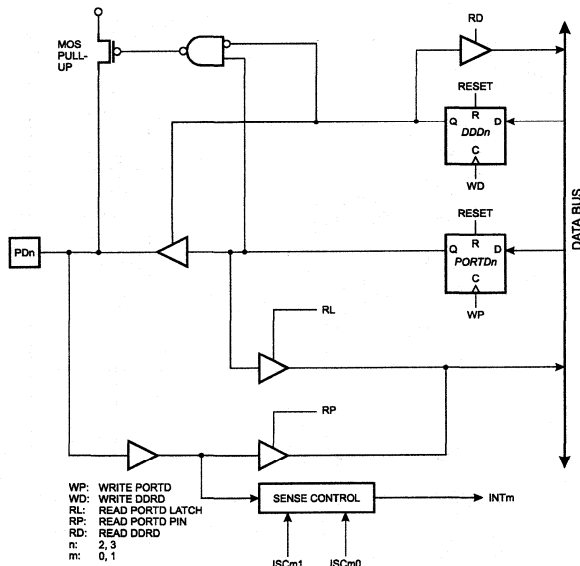 MOS
PULL-
UP
RD
RESET
Q R D
DDDn
C
WD
RESET
PDn
Q R D
PORTDn
C
WP
DATA BUS
RL
RP
WP: WRITE PORTD
WD: WRITE DDRD
RL: READ PORTD LATCH
RP: READ PORTD PIN
RD: READ DDRD
n: 2, 3
m: 0, 1
SENSE CONTROL
INTm
ISCm1 ISCm0